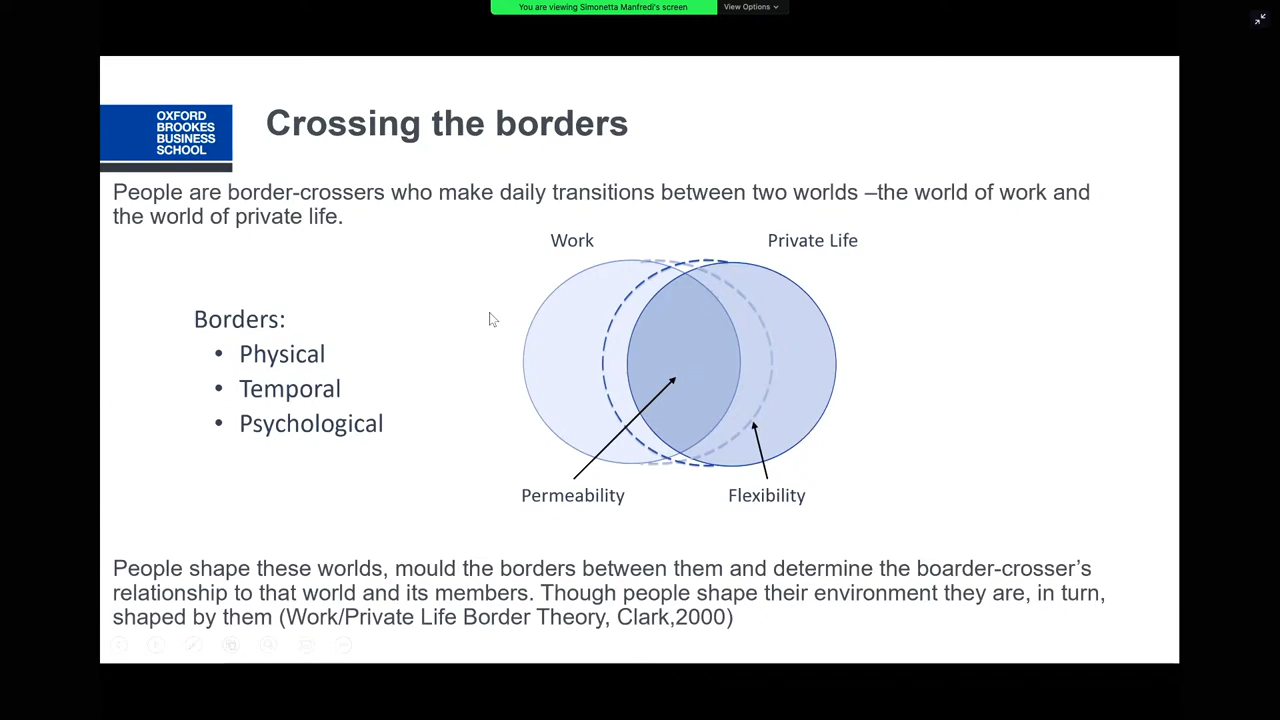 You are viewing Simonetta Manfredi's screen
View Options
OXFORD
BROOKES
BUSINESS
SCHOOL
Crossing the borders
People are border-crossers who make daily transitions between two worlds –the world of work and
the world of private life.
Work
Private Life
Borders:
• Physical
• Temporal
• Psychological
Permeability
Flexibility
People shape these worlds, mould the borders between them and determine the boarder-crosser’s
relationship to that world and its members. Though people shape their environment they are, in turn,
shaped by them (Work/Private Life Border Theory, Clark,2000)